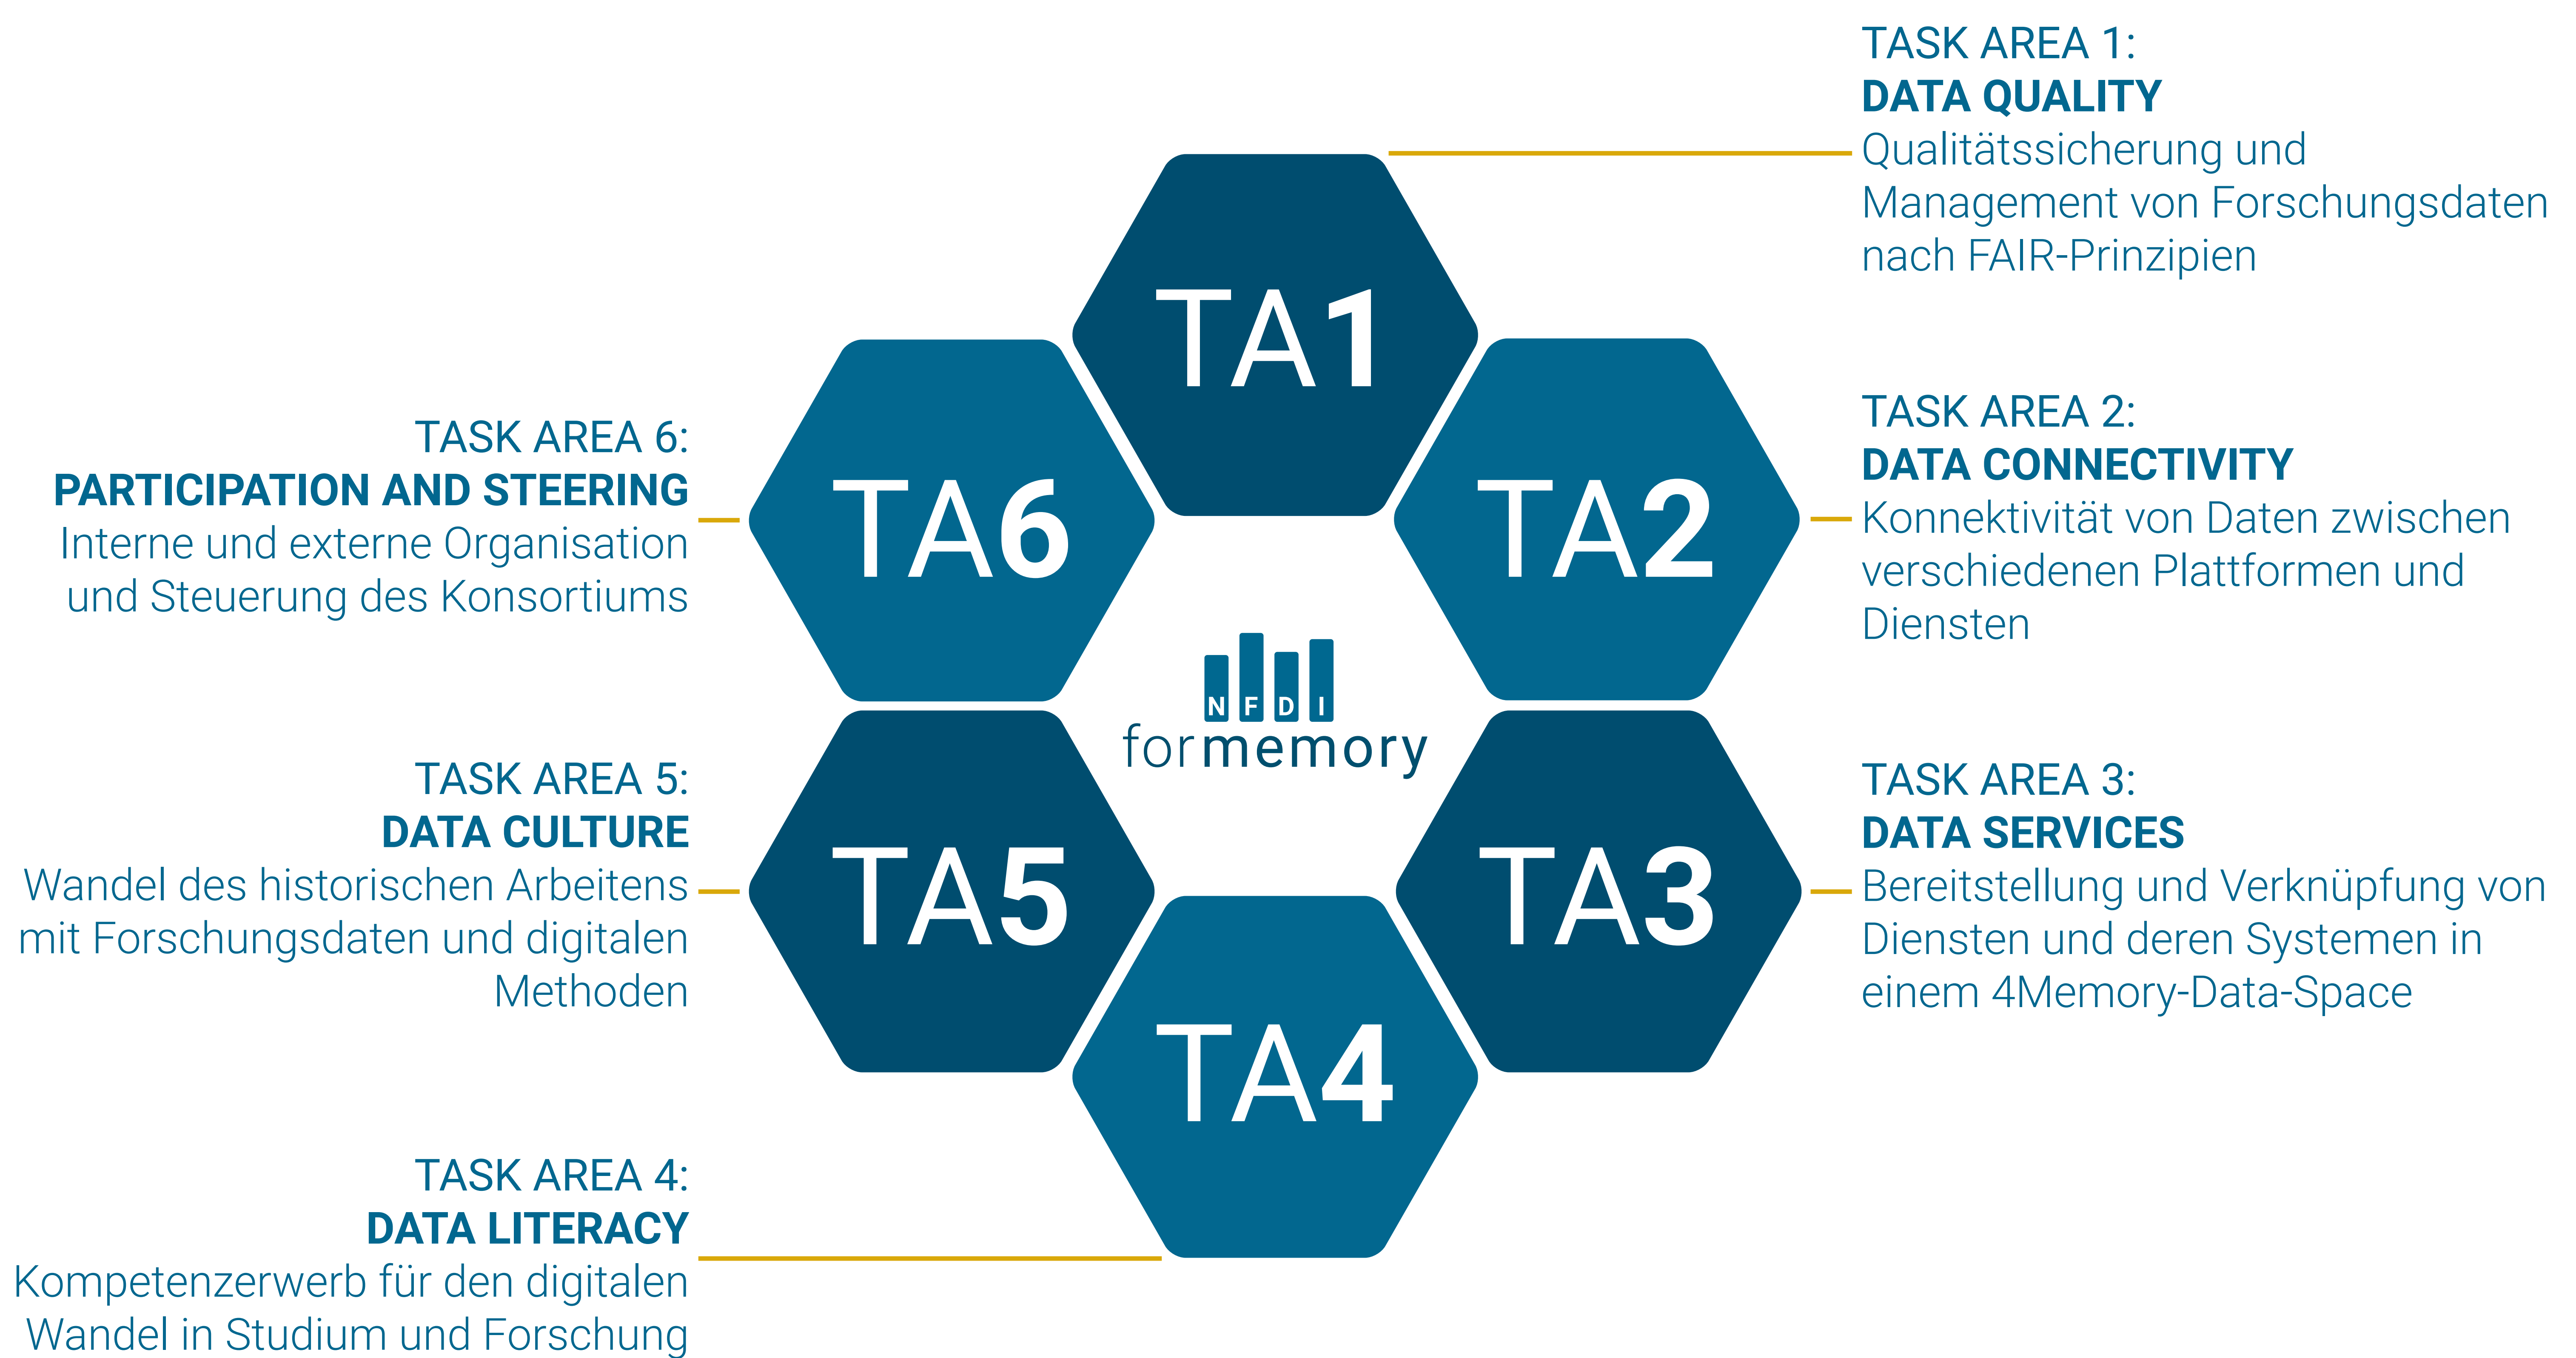 TASK AREA 1:
DATA QUALITY
Qualitätssicherung und
Management von Forschungsdaten
nach FAIR-Prinzipien
TA1
TASK AREA 2:
DATA CONNECTIVITY
Konnektivität von Daten zwischen
verschiedenen Plattformen und
Diensten
TA2
TASK AREA 3:
DATA SERVICES
Bereitstellung und Verknüpfung von
Diensten und deren Systemen in
einem 4Memory-Data-Space
TA3
TASK AREA 4:
DATA LITERACY
Kompetenzerwerb für den digitalen
Wandel in Studium und Forschung
TA4
TASK AREA 5:
DATA CULTURE
Wandel des historischen Arbeitens
mit Forschungsdaten und digitalen
Methoden
TA5
TASK AREA 6:
PARTICIPATION AND STEERING
Interne und externe Organisation
und Steuerung des Konsortiums
TA6
NFDI
formemory